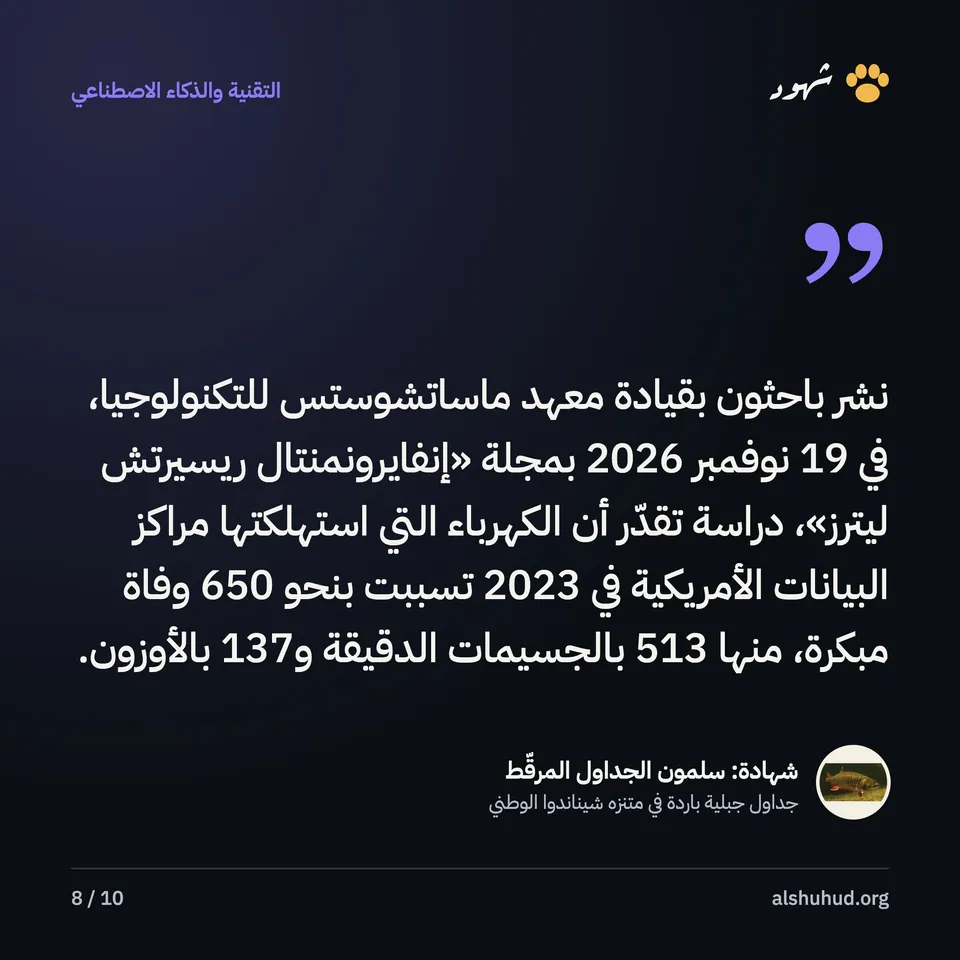 شهود
التقنية والذكاء الاصطناعي
”
نشر باحثون بقيادة معهد ماساتشوستس للتكنولوجيا،
في 19 نوفمبر 2026 بمجلة «إنفايرونمنتال ريسيرتش
ليترز»، دراسة تقدّر أن الكهرباء التي استهلكتها مراكز
البيانات الأمريكية في 2023 تسببت بنحو 650 وفاة
مبكرة، منها 513 بالجسيمات الدقيقة و137 بالأوزون.
شهادة: سلمون الجداول المرقّط
جداول جبلية باردة في متنزه شيناندوا الوطني
alshuhud.org
8 / 10